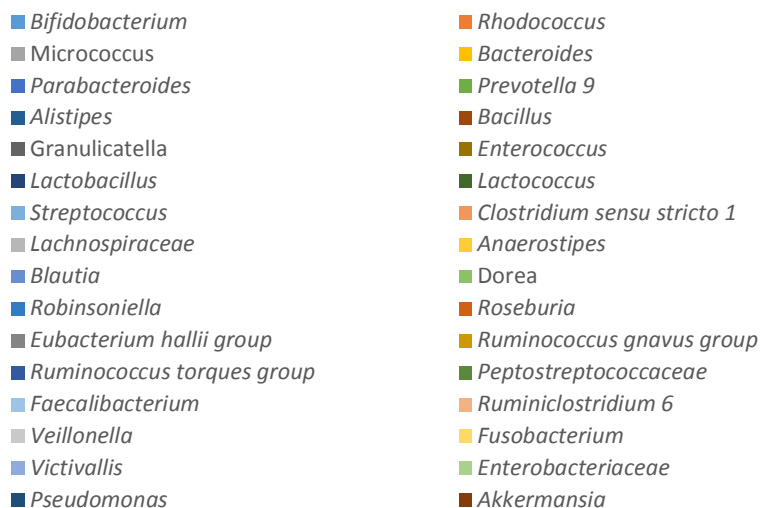 Bifidobacterium Rhodococcus
Micrococcus Bacteroides
Parabacteroides Prevotella 9
Alistipes Bacillus
Granulicatella Enterococcus
Lactobacillus Lactococcus
Streptococcus Clostridium sensu stricto 1
Lachnospiraceae Anaerostipes
Blautia Dorea
Robinsoniella Roseburia
Eubacterium hallii group Ruminococcus gnavus group
Ruminococcus torques group Peptostreptococcaceae
Faecalibacterium Ruminiclostridium 6
Veillonella Fusobacterium
Victivallis Enterobacteriaceae
Pseudomonas Akkermansia